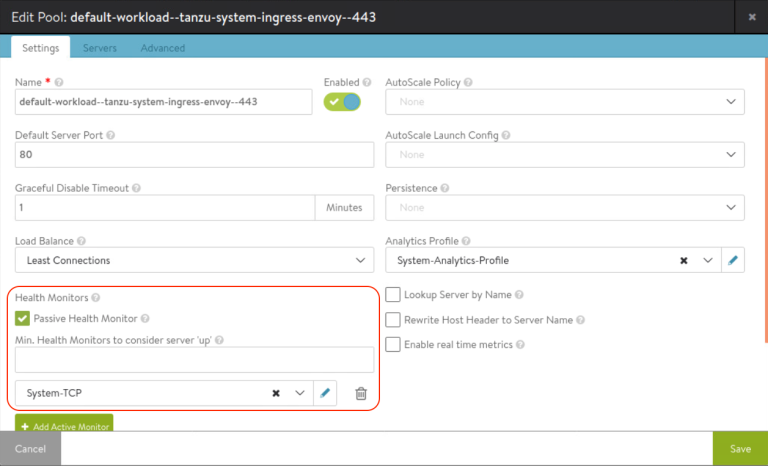 Edit Pool: default-workload--tanzu-system-ingress-envoy--443
Settings Servers Advanced
Name * Enabled
default-workload--tanzu-system-ingress-envoy--443
AutoScale Policy
None
Default Server Port
80
AutoScale Launch Config
None
Graceful Disable Timeout
1 Minutes
Persistence
None
Load Balance
Least Connections
Analytics Profile
System-Analytics-Profile
Health Monitors
Passive Health Monitor
Min. Health Monitors to consider server 'up'
System-TCP
+ Add Active Monitor
Lookup Server by Name
Rewrite Host Header to Server Name
Enable real time metrics
Cancel
Save